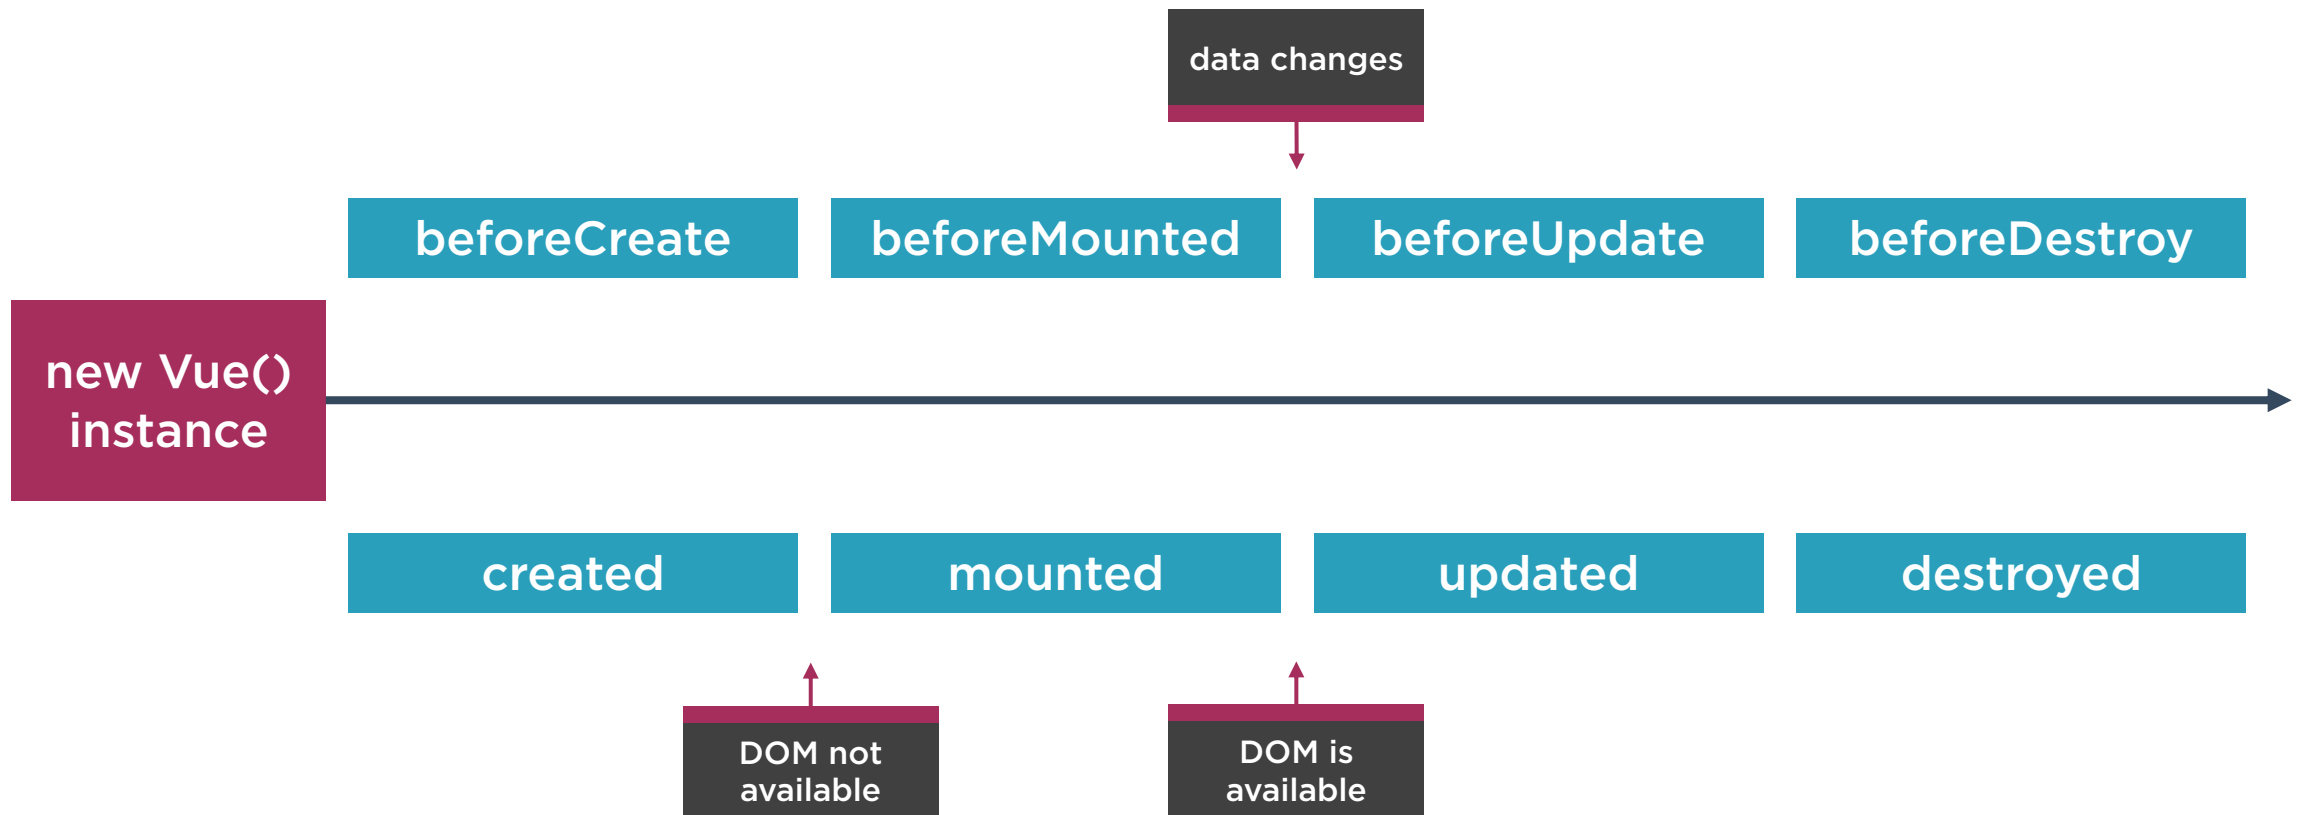 data changes
beforeCreate
beforeMounted
beforeUpdate
beforeDestroy
new Vue()
instance
created
mounted
updated
destroyed
DOM not
available
DOM is
available